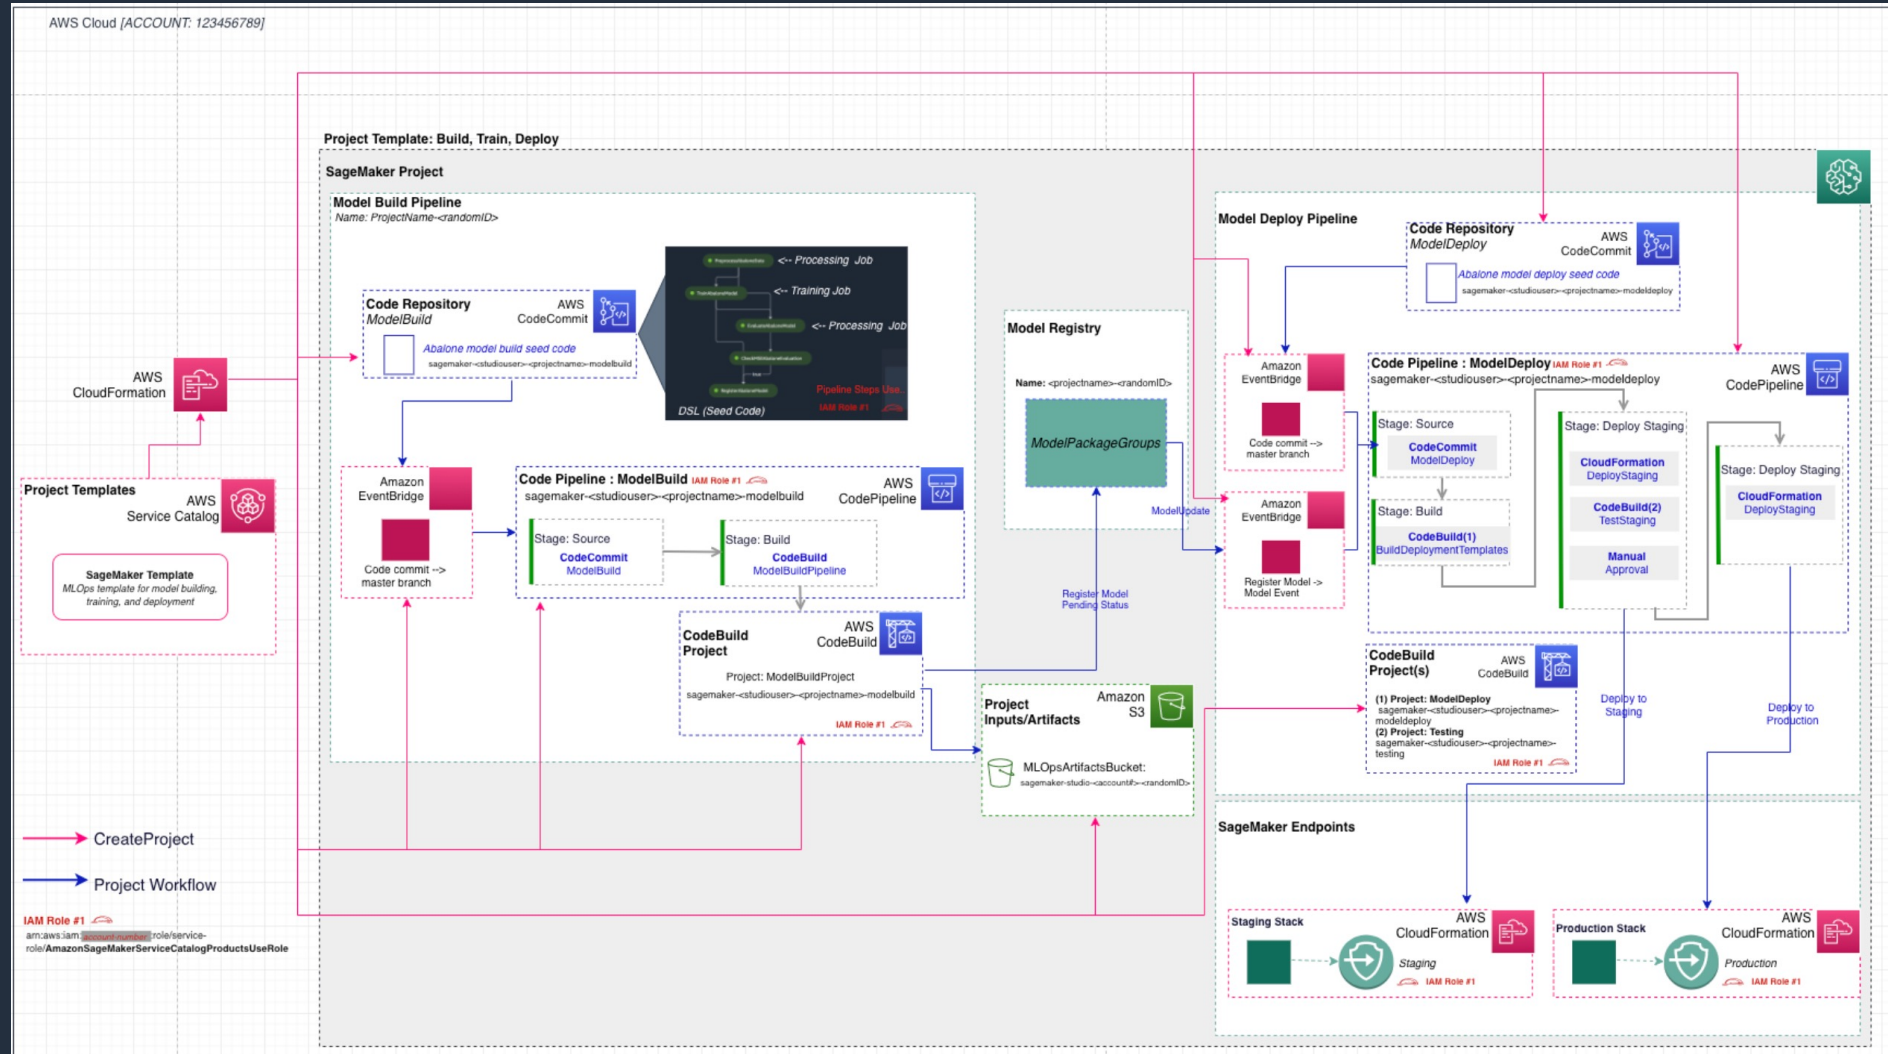 AWS Cloud [ACCOUNT: 123456789]
Project Template: Build, Train, Deploy
SageMaker Project
Model Build Pipeline
Name: ProjectName-<randomID>
Code Repository
ModelBuild
AWS
CodeCommit
Abalone model build seed code
sagemaker-<studiouser>-<projectname>-modelbuild
<-- Processing Job
<-- Training Job
<-- Processing Job
Pipeline Steps Use
IAM Role #1
DSL (Seed Code)
AWS
CloudFormation
Project Templates
AWS
Service Catalog
SageMaker Template
MLOps template for model building,
training, and deployment
Amazon
EventBridge
Code commit -->
master branch
Code Pipeline : ModelBuild IAM Role #1
sagemaker-<studiouser>-<projectname>-modelbuild
AWS
CodePipeline
Stage: Source
CodeCommit
ModelBuild
Stage: Build
CodeBuild
ModelBuildPipeline
CodeBuild
Project
AWS
CodeBuild
Project: ModelBuildProject
sagemaker-<studiouser>-<projectname>-modelbuild
IAM Role #1
Model Registry
Name: <projectname>-<randomID>
ModelPackageGroups
ModelUpdate
Register Model
Pending Status
Project
Inputs/Artifacts
Amazon
S3
MLOpsArtifactsBucket:
sagemaker-studio-<account#>-<randomID>
Model Deploy Pipeline
Code Repository
ModelDeploy
AWS
CodeCommit
Abalone model deploy seed code
sagemaker-<studiouser>-<projectname>-modeldeploy
Amazon
EventBridge
Code commit -->
master branch
Amazon
EventBridge
Register Model ->
Model Event
Code Pipeline : ModelDeploy IAM Role #1
sagemaker-<studiouser>-<projectname>-modeldeploy
AWS
CodePipeline
Stage: Source
CodeCommit
ModelDeploy
Stage: Build
CodeBuild(1)
BuildDeploymentTemplates
Stage: Deploy Staging
CloudFormation
DeployStaging
CodeBuild(2)
TestStaging
Manual
Approval
Stage: Deploy Staging
CloudFormation
DeployStaging
CodeBuild
Project(s)
AWS
CodeBuild
(1) Project: ModelDeploy
sagemaker-<studiouser>-<projectname>-
modeldeploy
(2) Project: Testing
sagemaker-<studiouser>-<projectname>-
testing
IAM Role #1
Deploy to
Staging
Deploy to
Production
SageMaker Endpoints
Staging Stack
AWS
CloudFormation
Staging
IAM Role #1
Production Stack
AWS
CloudFormation
Production
IAM Role #1
CreateProject
Project Workflow
IAM Role #1
arn:aws:iam:account-number:role/service-
role/AmazonSageMakerServiceCatalogProductsUseRole